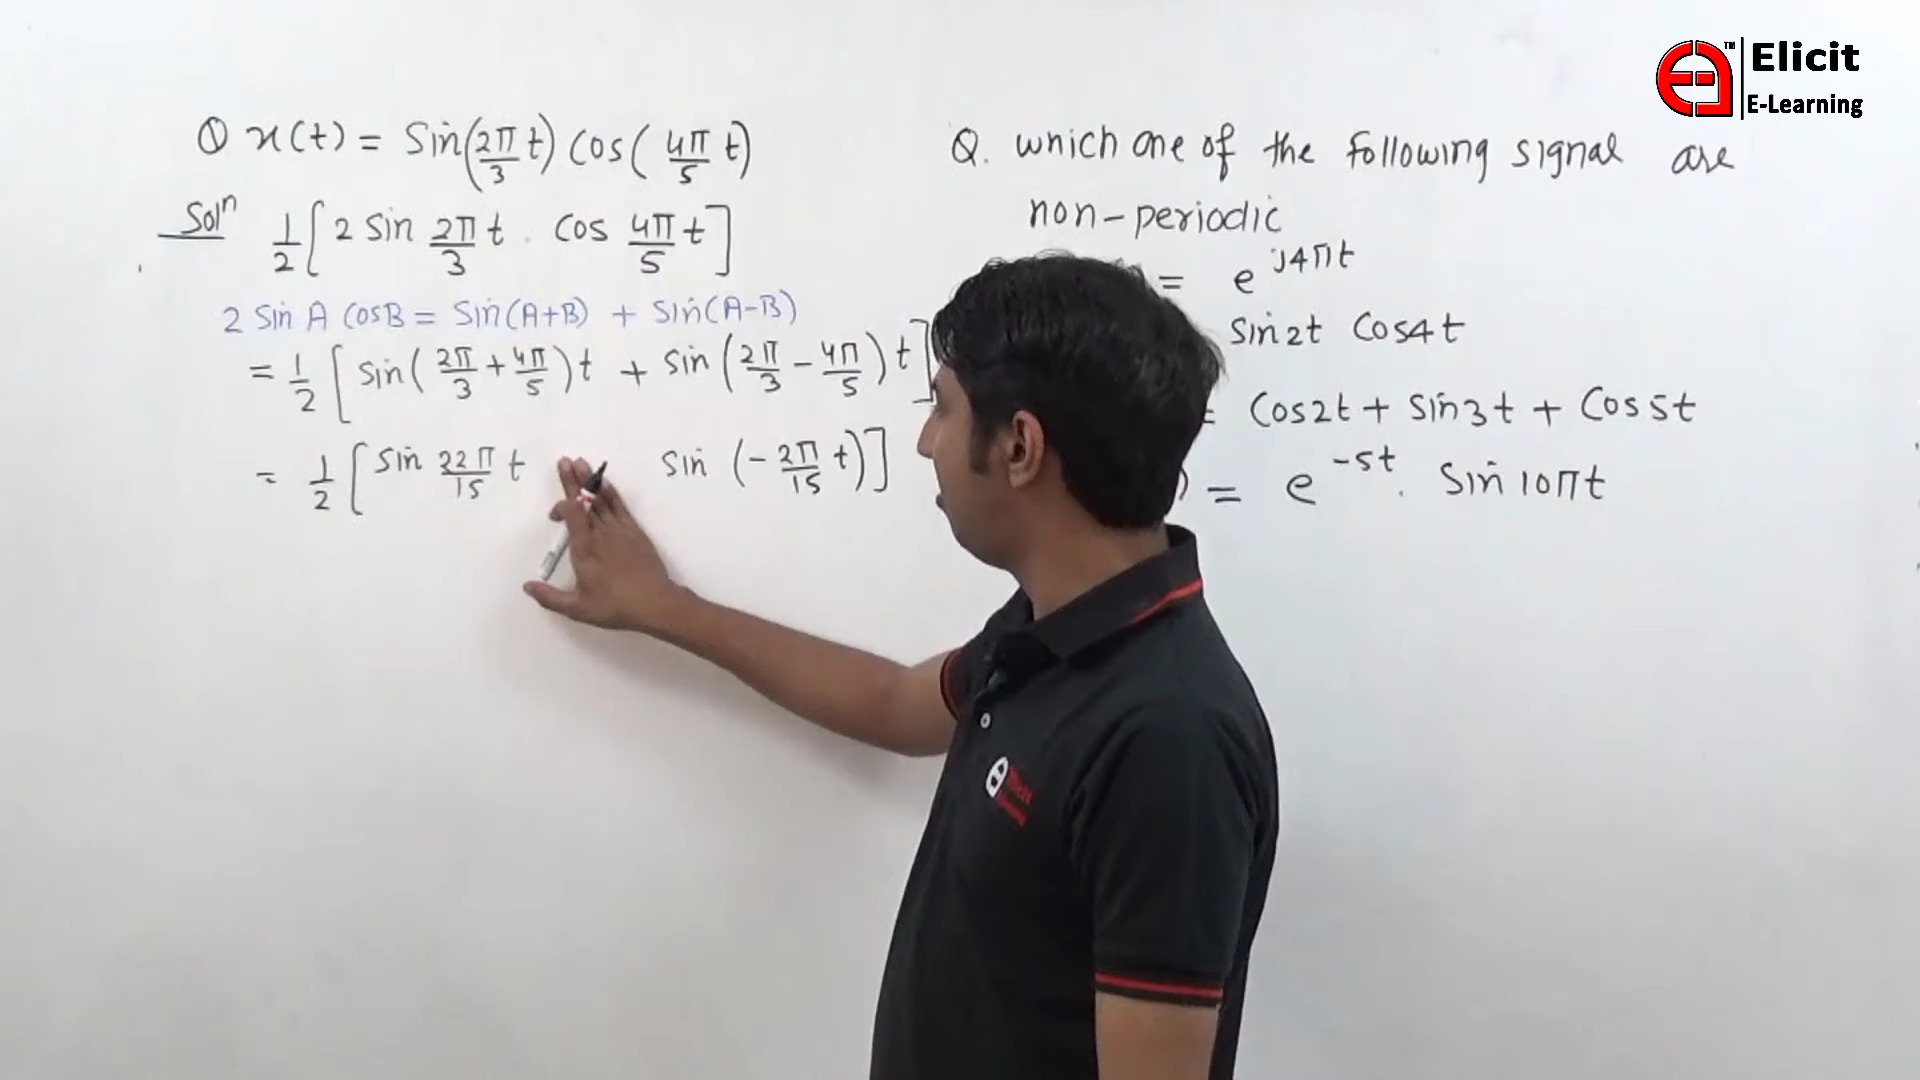 Elicit
E-Learning
TM
① x(t) = Sin(2π/3 t) Cos(4π/5 t)
Solⁿ 1/2 [2 Sin 2π/3 t . Cos 4π/5 t]
2 Sin A CosB = Sin(A+B) + Sin(A-B)
= 1/2 [Sin(2π/3 + 4π/5)t + Sin(2π/3 - 4π/5)t]
= 1/2 [Sin 22π/15 t Sin (-2π/15 t)]
Q. which one of the following signal are
non-periodic
= e^j4πt
Sin2t Cos4t
= Cos2t + Sin3t + Cos5t
) = e^-5t . Sin10πt